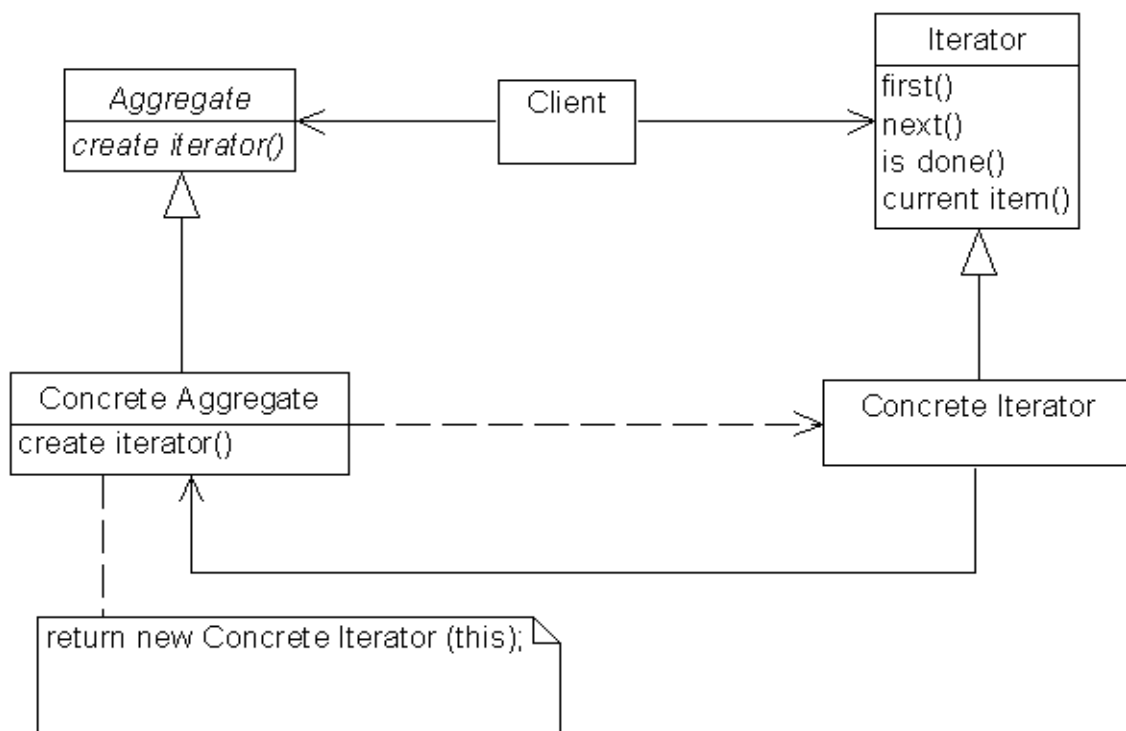 Iterator
first()
next()
is done()
current item()
Aggregate
create iterator()
Client
Concrete Aggregate
create iterator()
Concrete Iterator
return new Concrete Iterator (this);